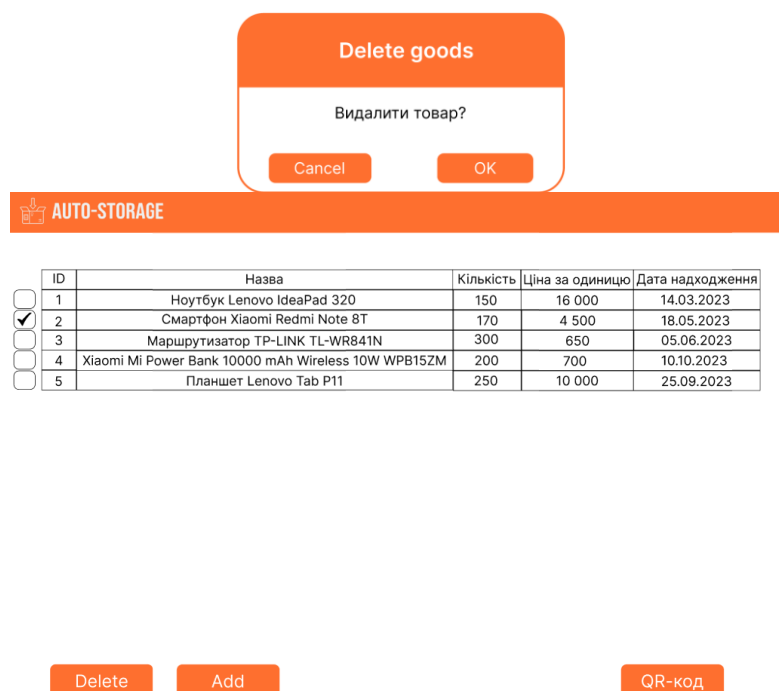 Delete goods
Видалити товар?
Cancel OK
AUTO-STORAGE
ID Назва Кількість Ціна за одиницю Дата надходження
1 Ноутбук Lenovo IdeaPad 320 150 16 000 14.03.2023
2 Смартфон Xiaomi Redmi Note 8T 170 4 500 18.05.2023
3 Маршрутизатор TP-LINK TL-WR841N 300 650 05.06.2023
4 Xiaomi Mi Power Bank 10000 mAh Wireless 10W WPB15ZM 200 700 10.10.2023
5 Планшет Lenovo Tab P11 250 10 000 25.09.2023
Delete Add QR-код